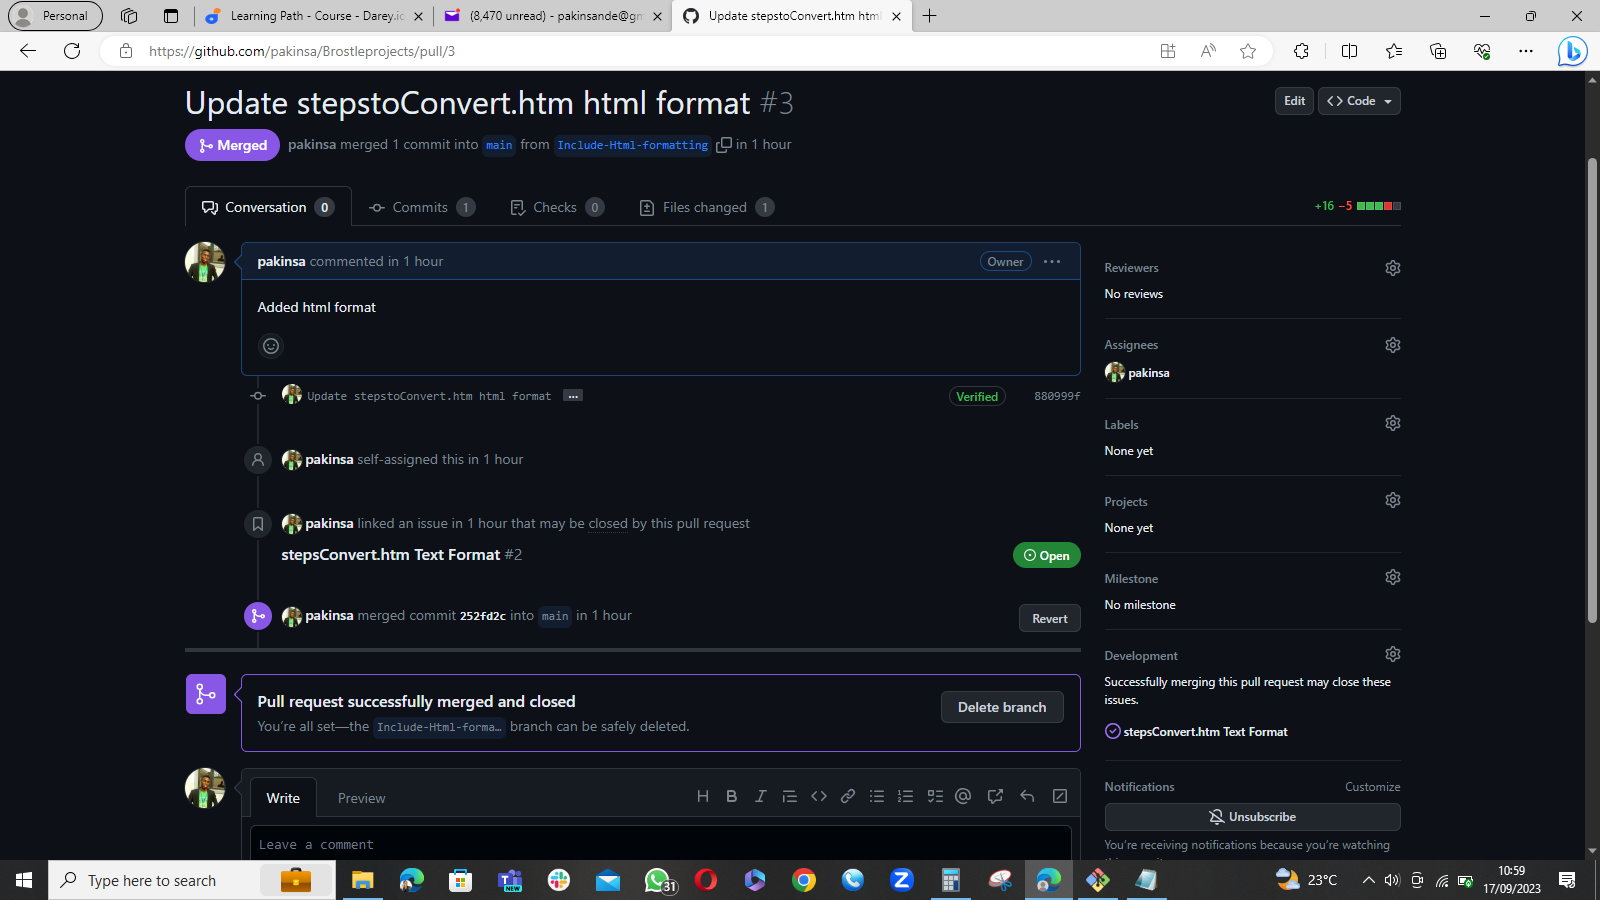 Personal
Learning Path - Course - Darey.ic
(8,470 unread) - pakinsande@gm
Update stepstoConvert.htm html
https://github.com/pakinsa/Brostleprojects/pull/3
Update stepstoConvert.htm html format #3
Edit
Code
Merged
pakinsa merged 1 commit into main from Include-Html-formatting in 1 hour
Conversation 0
Commits 1
Checks 0
Files changed 1
+16 −5
pakinsa commented in 1 hour
Owner
Added html format
Update stepstoConvert.htm html format ...
Verified
880999f
pakinsa self-assigned this in 1 hour
pakinsa linked an issue in 1 hour that may be closed by this pull request
stepsConvert.htm Text Format #2
Open
pakinsa merged commit 252fd2c into main in 1 hour
Revert
Pull request successfully merged and closed
You're all set—the Include-Html-forma… branch can be safely deleted.
Delete branch
Write
Preview
Leave a comment
Reviewers
No reviews
Assignees
pakinsa
Labels
None yet
Projects
None yet
Milestone
No milestone
Development
Successfully merging this pull request may close these
issues.
stepsConvert.htm Text Format
Notifications
Customize
Unsubscribe
You're receiving notifications because you're watching
Type here to search
NEW
31
23°C
10:59
17/09/2023